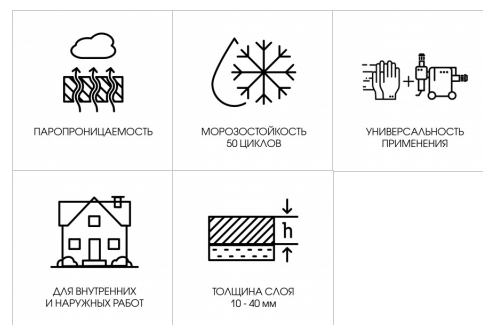 ПАРОПРОНИЦАЕМОСТЬ
МОРОЗОСТОЙКОСТЬ
50 ЦИКЛОВ
УНИВЕРСАЛЬНОСТЬ
ПРИМЕНЕНИЯ
ДЛЯ ВНУТРЕННИХ
И НАРУЖНЫХ РАБОТ
h
ТОЛЩИНА СЛОЯ
10 - 40 мм